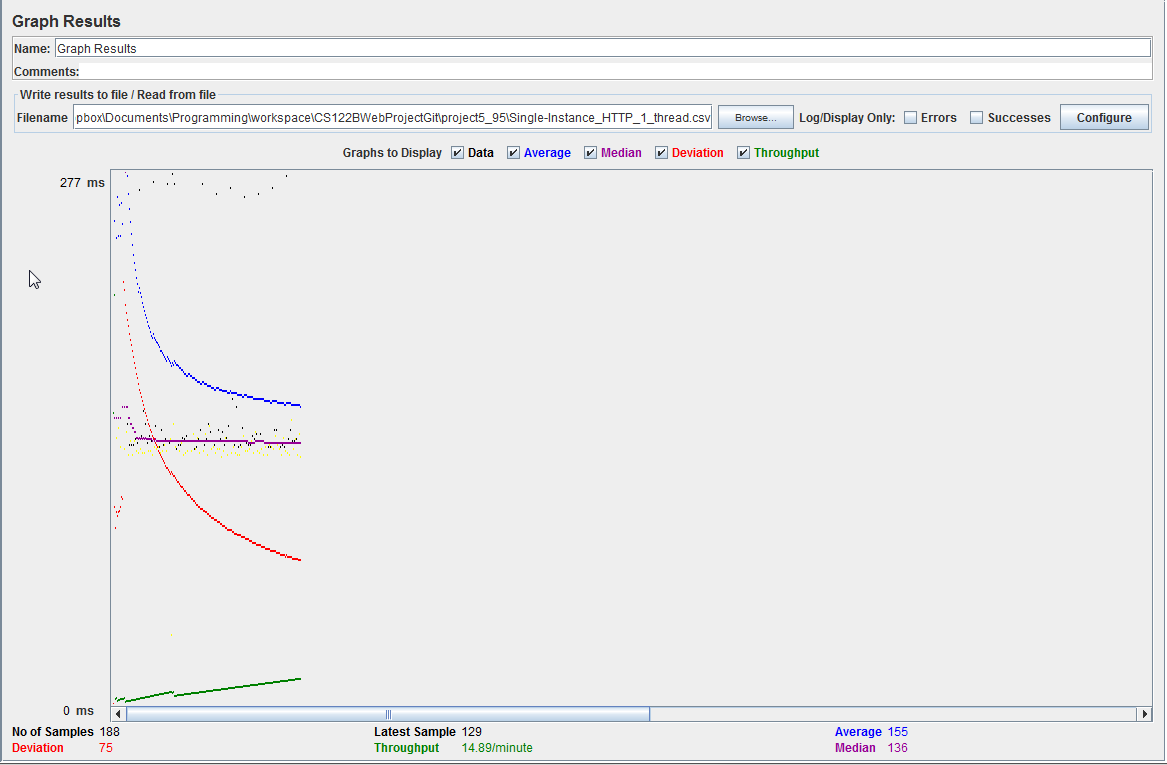 Graph Results
Name: Graph Results
Comments:
Write results to file / Read from file
Filename pbox\Documents\Programming\workspace\CS122BWebProjectGit\project5_95\Single-Instance_HTTP_1_thread.csv Browse... Log/Display Only: Errors Successes Configure
Graphs to Display Data Average Median Deviation Throughput
277 ms
0 ms
No of Samples 188 Latest Sample 129 Average 155
Deviation 75 Throughput 14.89/minute Median 136